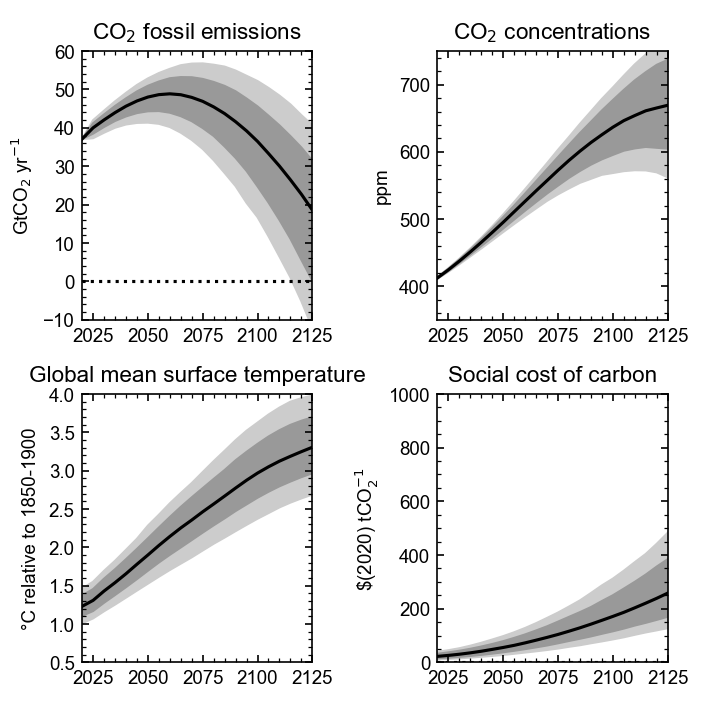 CO₂ fossil emissions
GtCO₂ yr⁻¹
60
50
40
30
20
10
0
−10
2025 2050 2075 2100 2125
CO₂ concentrations
ppm
700
600
500
400
2025 2050 2075 2100 2125
Global mean surface temperature
°C relative to 1850-1900
4.0
3.5
3.0
2.5
2.0
1.5
1.0
0.5
2025 2050 2075 2100 2125
Social cost of carbon
$(2020) tCO₂⁻¹
1000
800
600
400
200
0
2025 2050 2075 2100 2125